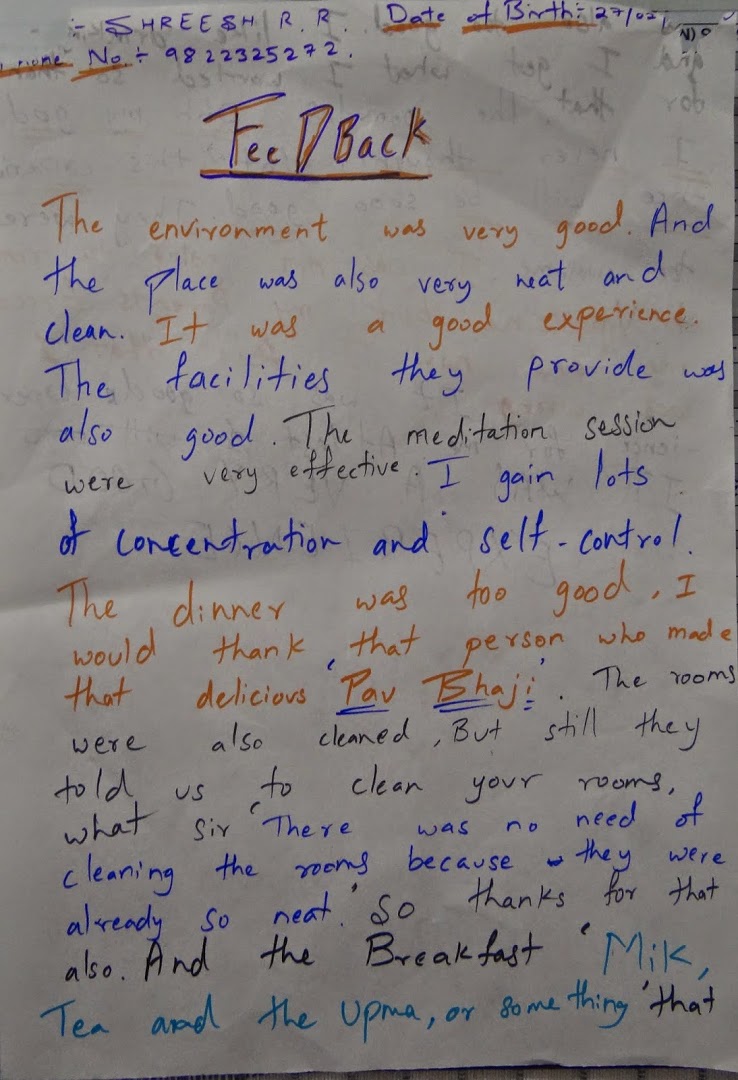 :- SHREESH R. R. Date of Birth:- 27/02/
No ÷ 9822325272.
FeeDBack
The environment was very good. And
the place was also very neat and
clean. It was a good experience.
The facilities they provide was
also good. The meditation session
were very effective. I gain lots
of concentration and self-control.
The dinner was too good, I
would thank, that person who made
that delicious 'Pav Bhaji'. The rooms
were also cleaned, But still they
told us to clean your rooms,
what sir 'There was no need of
cleaning the rooms because they were
already so neat.' So thanks for that
also. And the Breakfast 'Mik,
Tea and the Upma, or some thing 'that